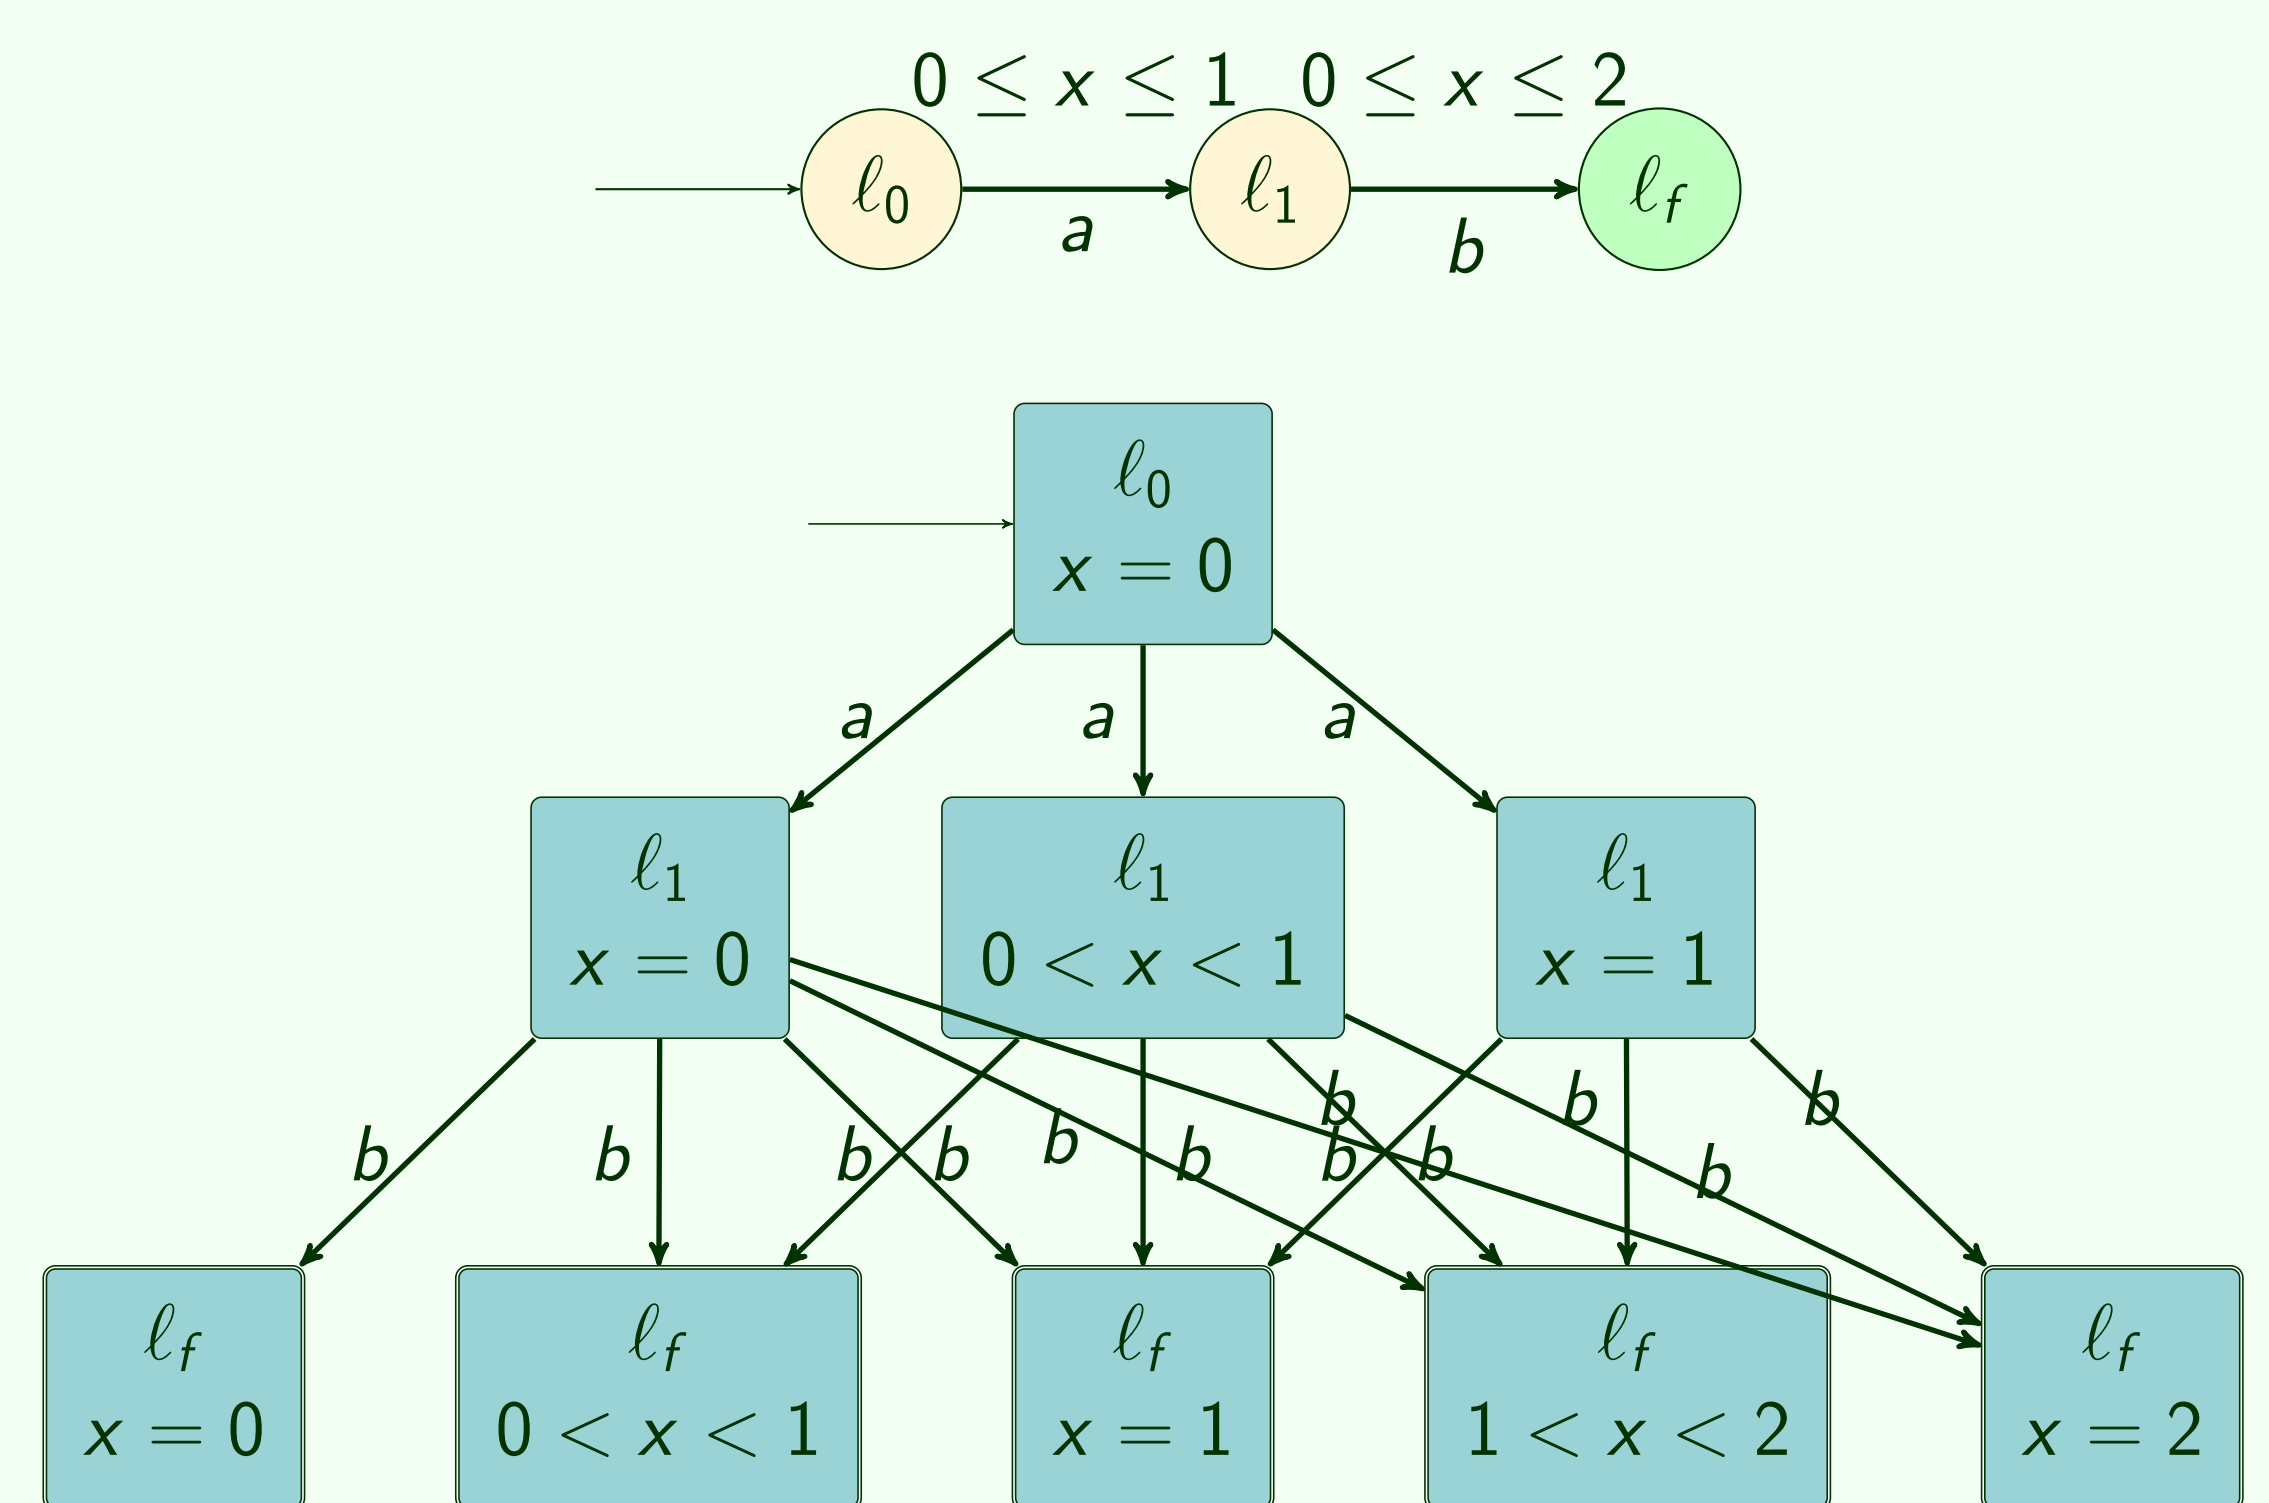 0 ≤ x ≤ 1 0 ≤ x ≤ 2
ℓ0 ℓ1 ℓf
a b
ℓ0
x = 0
a a a
ℓ1 ℓ1 ℓ1
x = 0 0 < x < 1 x = 1
b b b
b b b b b b b b b
ℓf ℓf ℓf ℓf ℓf
x = 0 0 < x < 1 x = 1 1 < x < 2 x = 2